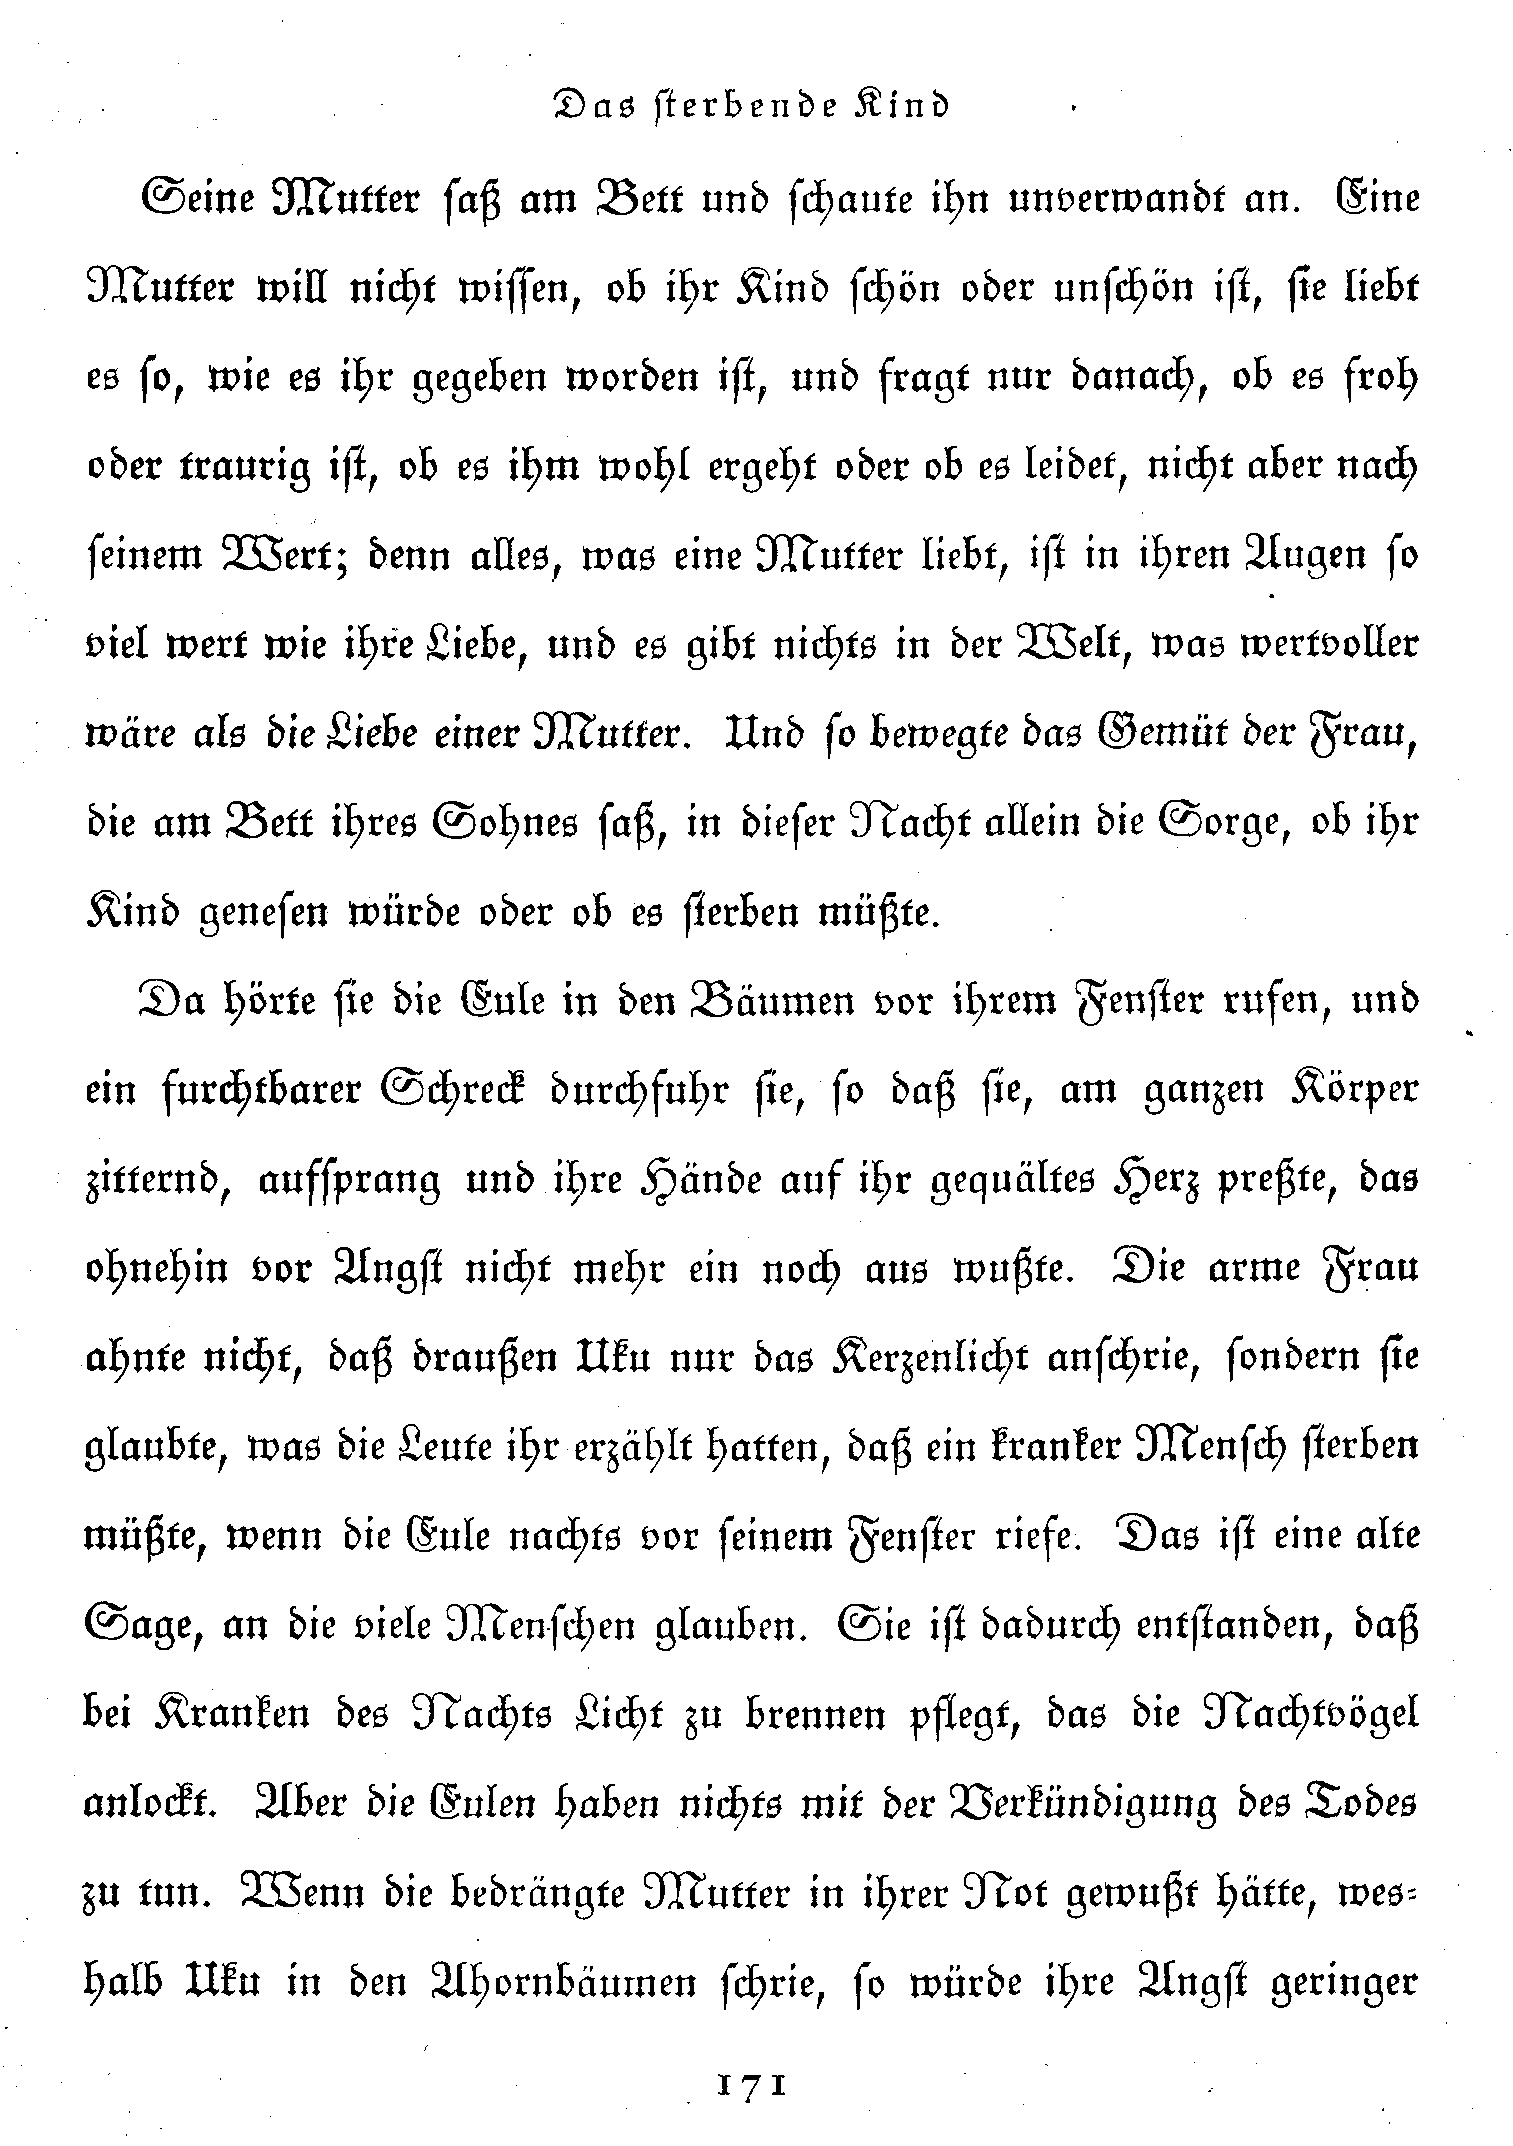 Das sterbende Kind
Seine Mutter saß am Bett und schaute ihn unverwandt an. Eine
Mutter will nicht wissen, ob ihr Kind schön oder unschön ist, sie liebt
es so, wie es ihr gegeben worden ist, und fragt nur danach, ob es froh
oder traurig ist, ob es ihm wohl ergeht oder ob es leidet, nicht aber nach
seinem Wert; denn alles, was eine Mutter liebt, ist in ihren Augen so
viel wert wie ihre Liebe, und es gibt nichts in der Welt, was wertvoller
wäre als die Liebe einer Mutter. Und so bewegte das Gemüt der Frau,
die am Bett ihres Sohnes saß, in dieser Nacht allein die Sorge, ob ihr
Kind genesen würde oder ob es sterben müßte.
Da hörte sie die Eule in den Bäumen vor ihrem Fenster rufen, und
ein furchtbarer Schreck durchfuhr sie, so daß sie, am ganzen Körper
zitternd, aufsprang und ihre Hände auf ihr gequältes Herz preßte, das
ohnehin vor Angst nicht mehr ein noch aus wußte. Die arme Frau
ahnte nicht, daß draußen Uku nur das Kerzenlicht anschrie, sondern sie
glaubte, was die Leute ihr erzählt hatten, daß ein kranker Mensch sterben
müßte, wenn die Eule nachts vor seinem Fenster riefe. Das ist eine alte
Sage, an die viele Menschen glauben. Sie ist dadurch entstanden, daß
bei Kranken des Nachts Licht zu brennen pflegt, das die Nachtvögel
anlockt. Aber die Eulen haben nichts mit der Verkündigung des Todes
zu tun. Wenn die bedrängte Mutter in ihrer Not gewußt hätte, wes-
halb Uku in den Ahornbäumen schrie, so würde ihre Angst geringer
171